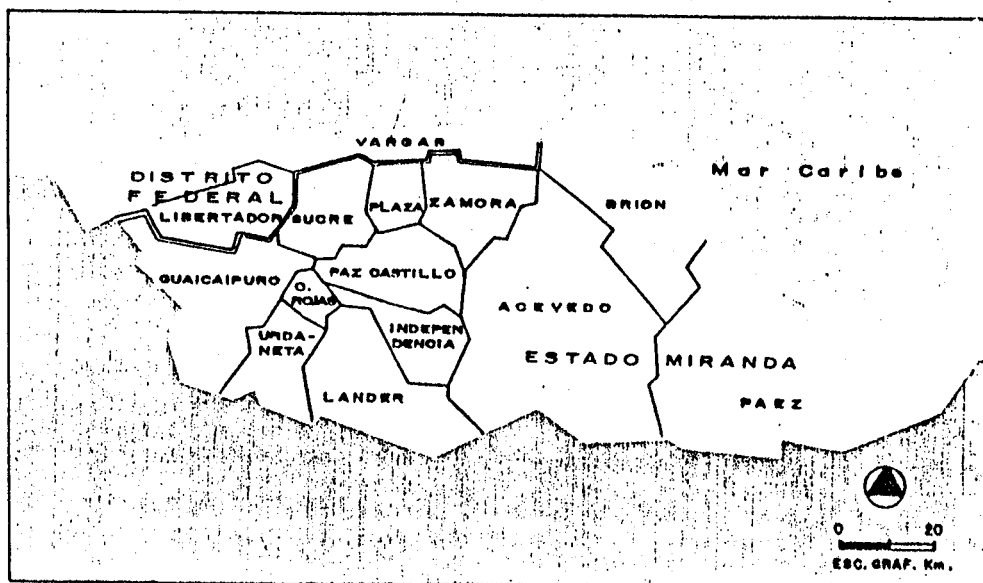 VARGAR
Mar Caribe
DISTRITO
FEDERAL
LIBERTADOR
SUCRE
PLAZA
ZAMORA
BRION
GUAICAIPURO
PAZ CASTILLO
C. ROJAS
ACEVEDO
URDA-
NETA
INDEPEN
DENCIA
ESTADO MIRANDA
LANDER
PAEZ
0 20
ESC. GRAF. Km.